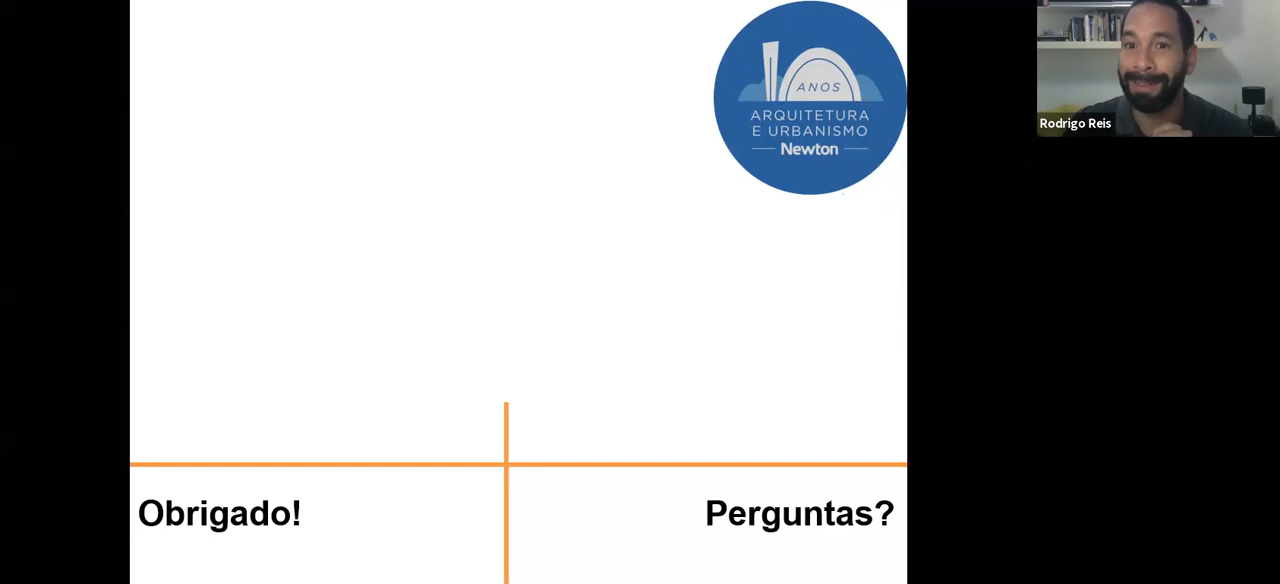 ANOS
ARQUITETURA
E URBANISMO
Newton
Rodrigo Reis
Obrigado!
Perguntas?